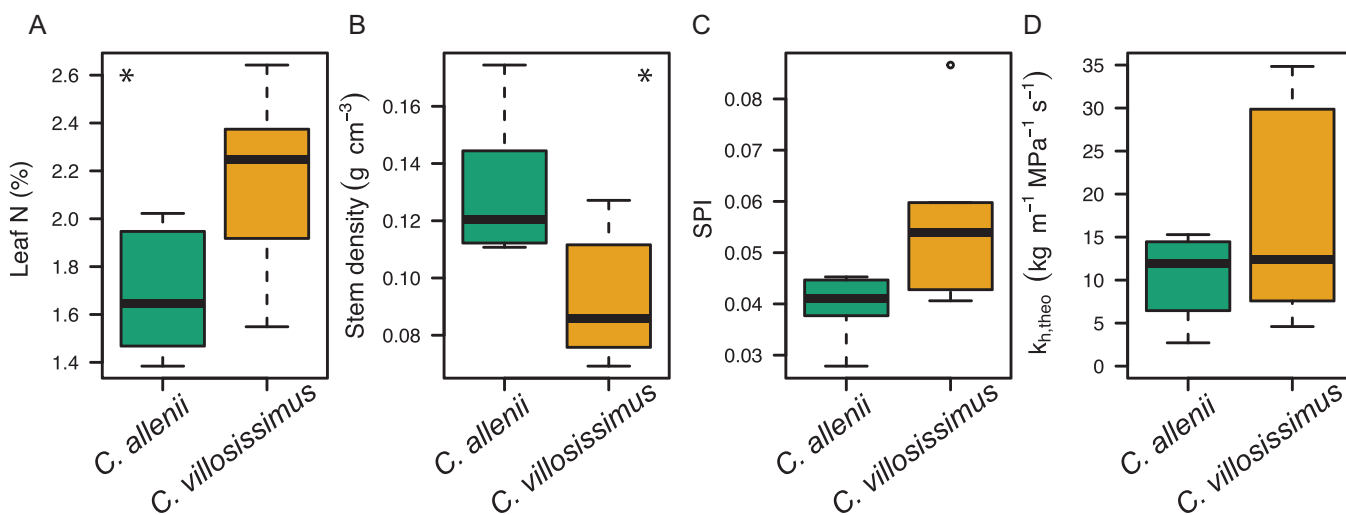 A
Leaf N (%)
2.6
2.4
2.2
2.0
1.8
1.6
1.4
*
C. allenii
C. villosissimus
B
Stem density (g cm⁻³)
0.16
0.14
0.12
0.10
0.08
*
C. allenii
C. villosissimus
C
SPI
0.08
0.07
0.06
0.05
0.04
0.03
C. allenii
C. villosissimus
D
kh,theo (kg m⁻¹ MPa⁻¹ s⁻¹)
35
30
25
20
15
10
5
0
C. allenii
C. villosissimus